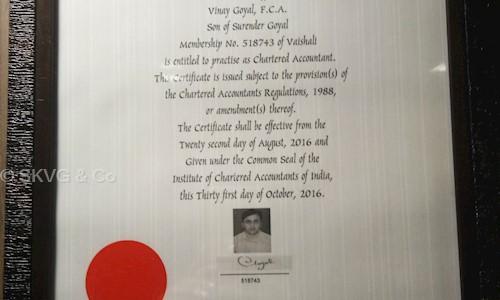 Vinay Goyal, F.C.A.
Son of Surender Goyal
Membership No. 518743 of Vaishali
is entitled to practise as Chartered Accountant.
This Certificate is issued subject to the provision(s) of
the Chartered Accountants Regulations, 1988,
or amendment(s) thereof.
The Certificate shall be effective from the
Twenty second day of August, 2016 and
Given under the Common Seal of the
Institute of Chartered Accountants of India,
this Thirty first day of October, 2016.
© SKVG & Co
518743